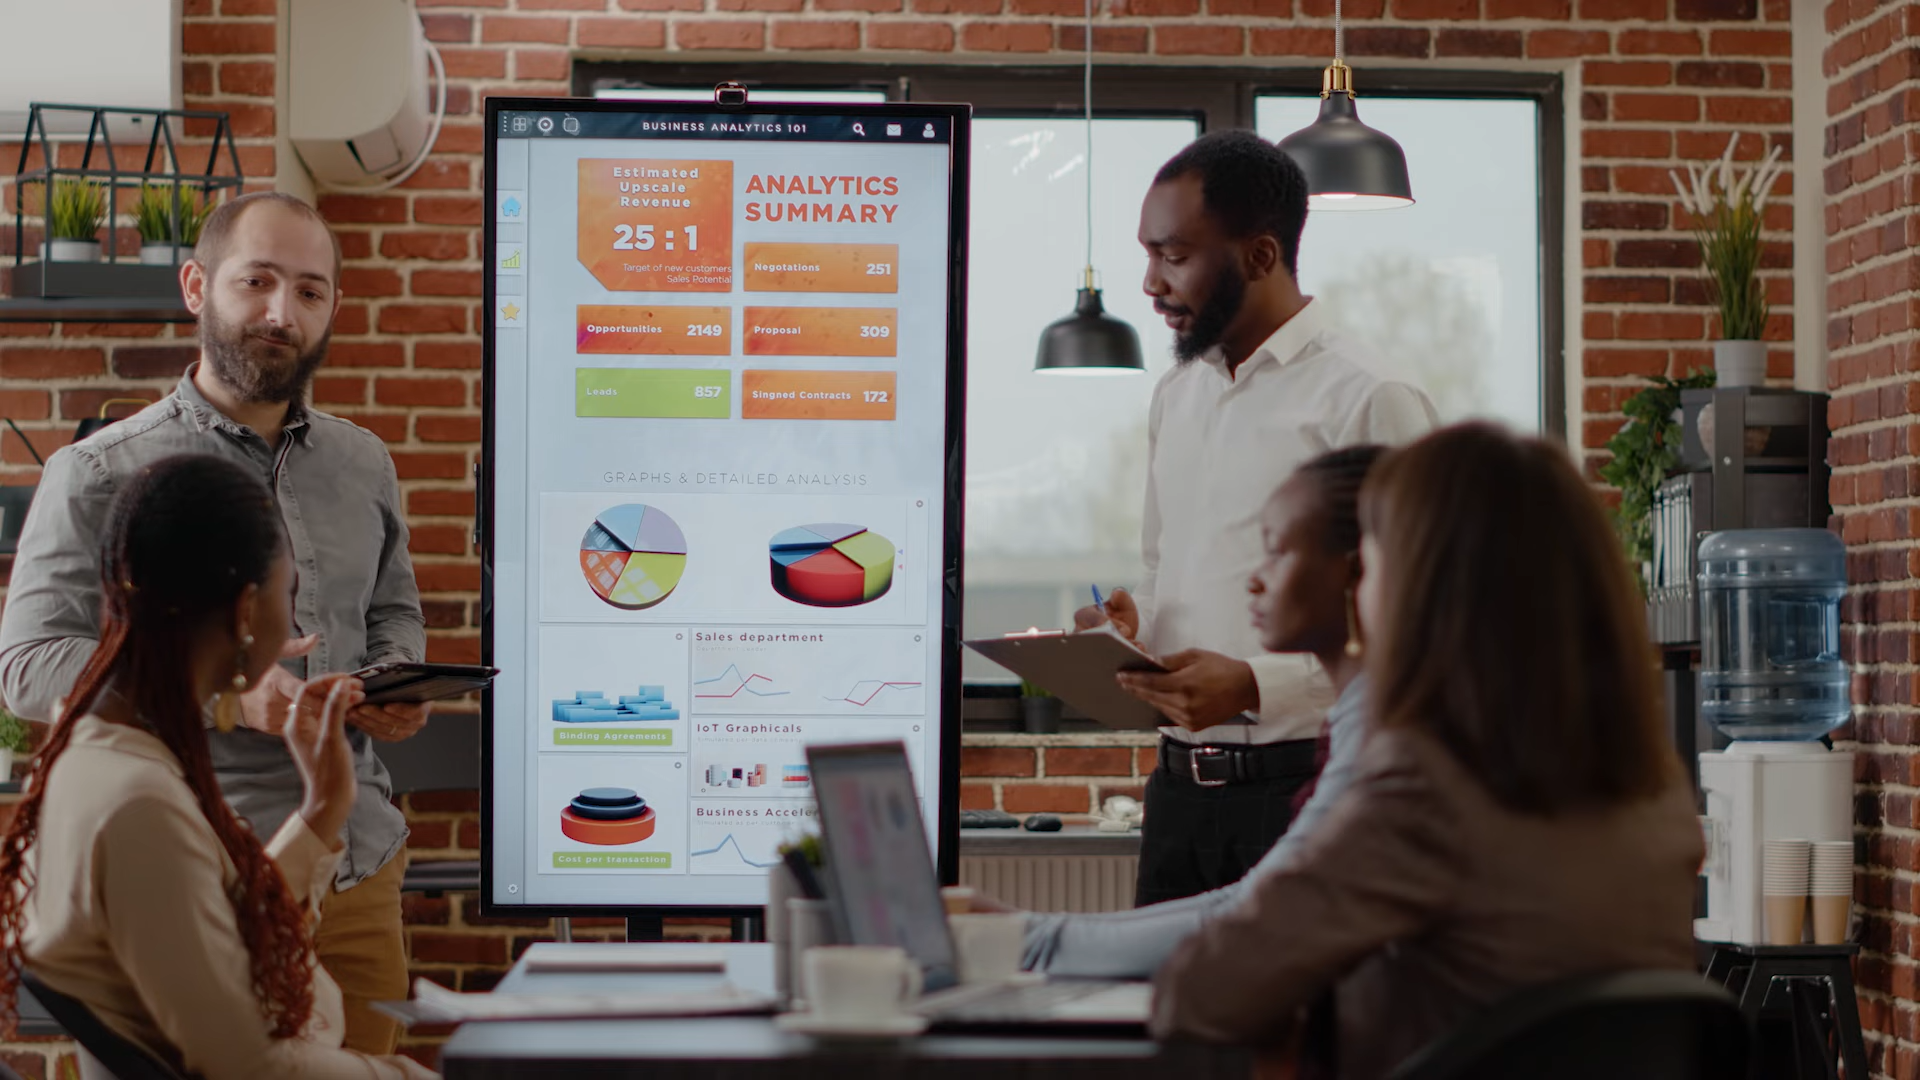 BUSINESS ANALYTICS 101
Estimated
Upscale
Revenue
25 : 1
Target of new customers
Sales Potential
ANALYTICS
SUMMARY
Negotations 251
Opportunities 2149
Proposal 309
Leads 857
Singned Contracts 172
GRAPHS & DETAILED ANALYSIS
Sales department
Binding Agreements
IoT Graphicals
Business Acceler
Cost per transaction